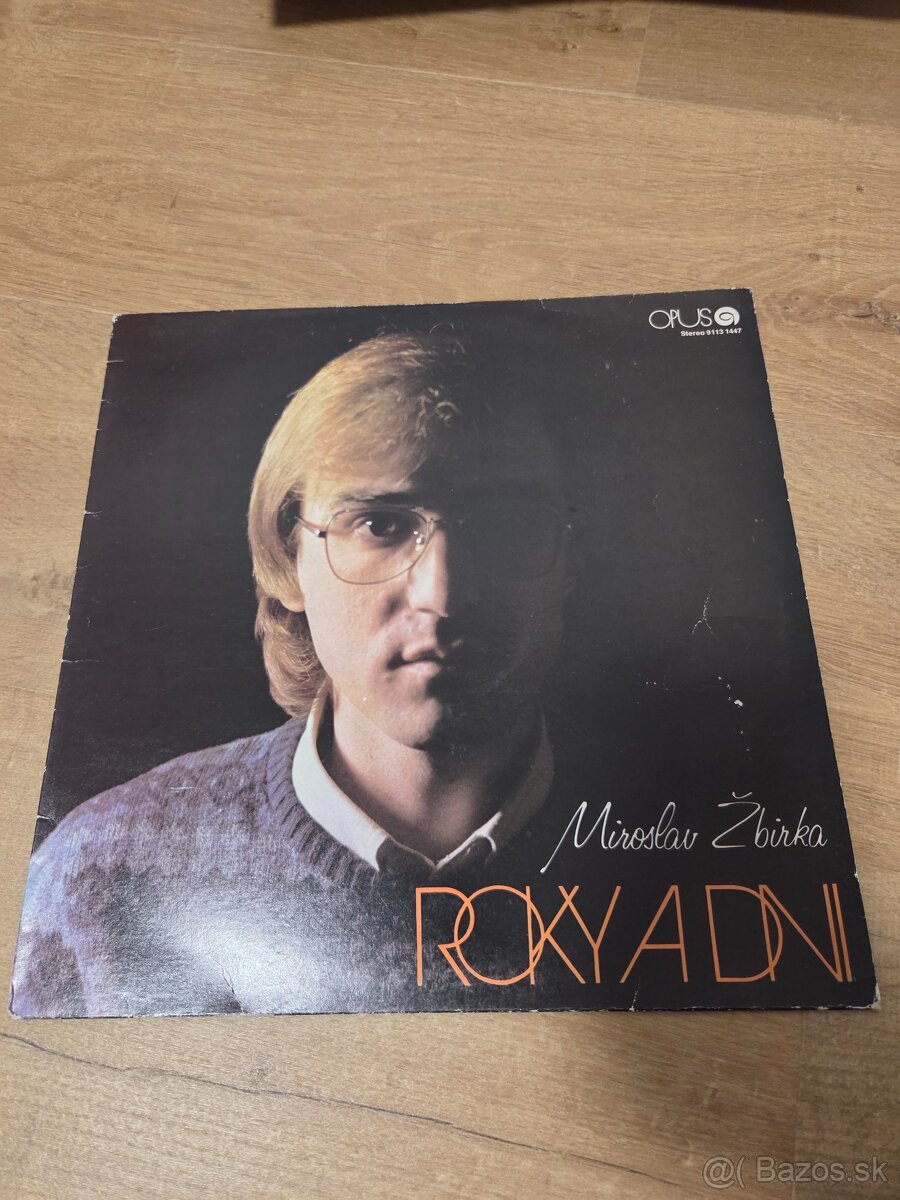 OPUS
Stereo 9113 1447
Miroslav Žbirka
ROKY A DNI
@( Bazos.sk